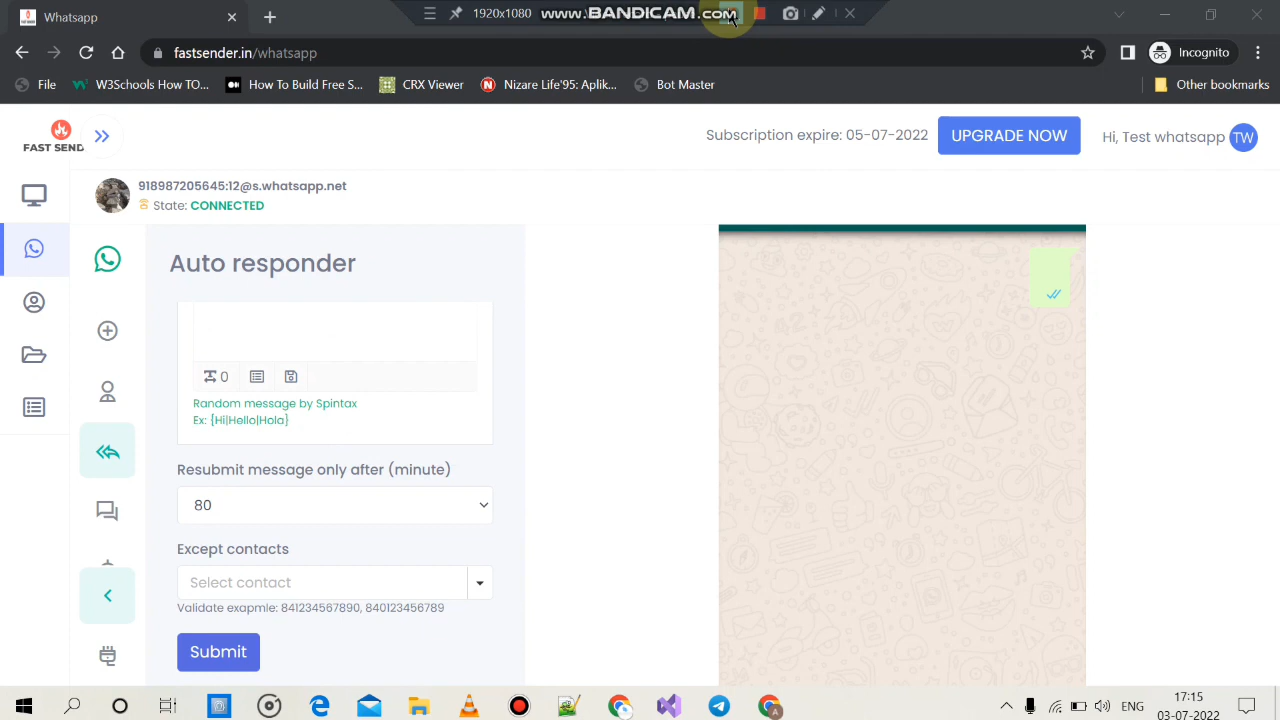 Whatsapp
1920x1080
www.BANDICAM.com
fastsender.in/whatsapp
Incognito
File
W3Schools How TO...
How To Build Free S...
CRX Viewer
Nizare Life'95: Aplik...
Bot Master
Other bookmarks
FAST SEND
Subscription expire: 05-07-2022
UPGRADE NOW
Hi, Test whatsapp
TW
918987205645:12@s.whatsapp.net
State: CONNECTED
Auto responder
0
Random message by Spintax
Ex: {Hi|Hello|Hola}
Resubmit message only after (minute)
80
Except contacts
Select contact
Validate exapmle: 841234567890, 840123456789
Submit
A
ENG
17:15
03-07-2022